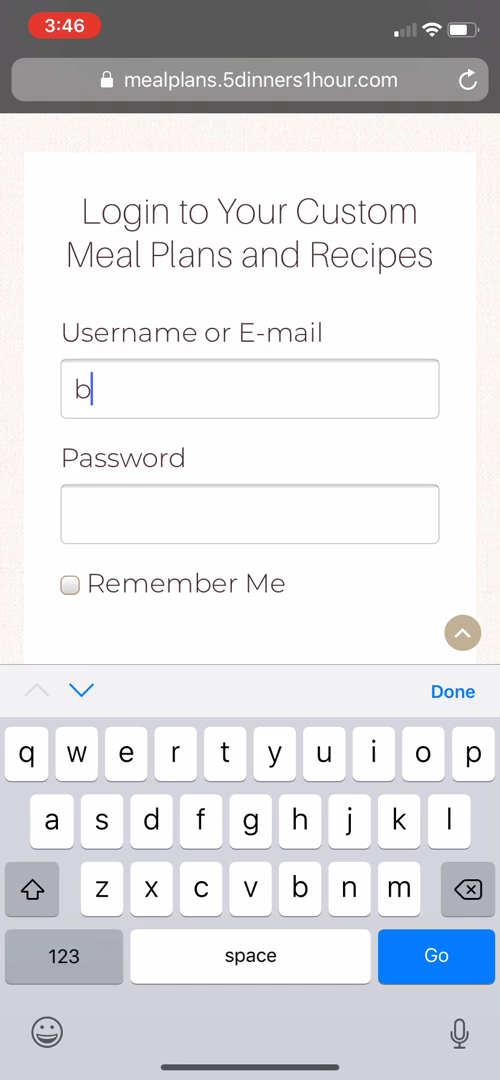 3:46
mealplans.5dinners1hour.com
Login to Your Custom
Meal Plans and Recipes
Username or E-mail
b
Password
Remember Me
Done
q w e r t y u i o p
a s d f g h j k l
z x c v b n m
123 space Go